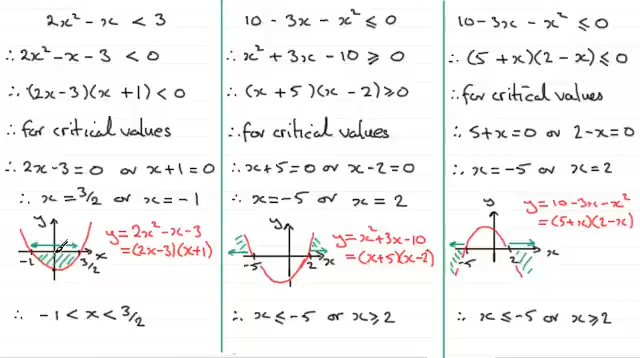 2x² - x < 3
∴ 2x² - x - 3 < 0
∴ (2x-3)(x+1) < 0
∴ for critical values
∴ 2x-3=0 or x+1=0
∴ x = 3/2 or x = -1
y
y = 2x² - x - 3
= (2x-3)(x+1)
-1 3/2 x
∴ -1 < x < 3/2
10 - 3x - x² ≤ 0
∴ x² + 3x - 10 ≥ 0
∴ (x+5)(x-2) ≥ 0
∴ for critical values
∴ x+5=0 or x-2=0
∴ x = -5 or x = 2
y
y = x² + 3x - 10
= (x+5)(x-2)
-5 2 x
∴ x ≤ -5 or x ≥ 2
10 - 3x - x² ≤ 0
∴ (5+x)(2-x) ≤ 0
∴ for critical values
∴ 5+x=0 or 2-x=0
∴ x = -5 or x = 2
y = 10 - 3x - x²
y = (5+x)(2-x)
-5 2 x
∴ x ≤ -5 or x ≥ 2